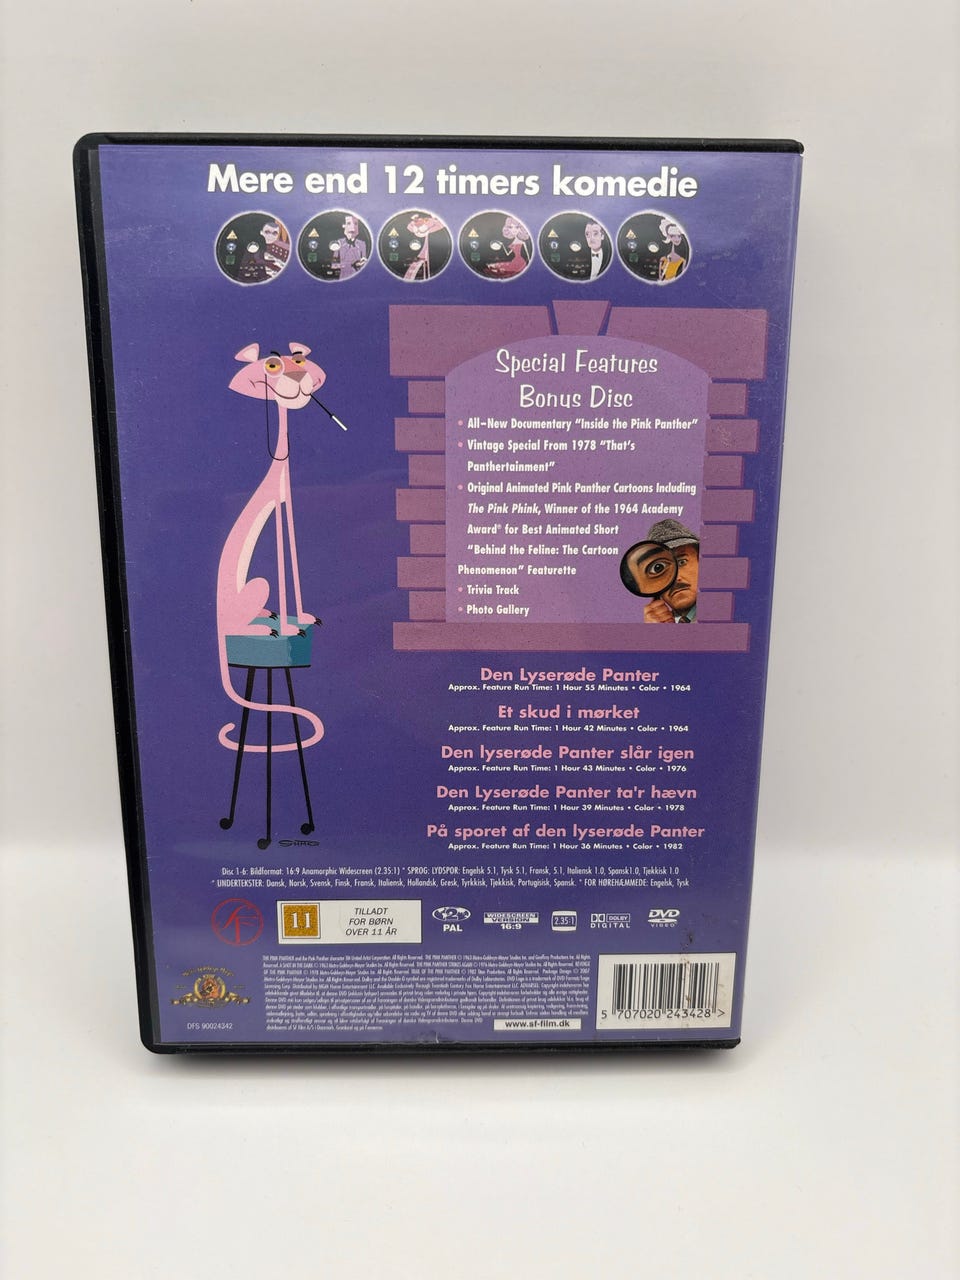 Mere end 12 timers komedie
Special Features
Bonus Disc
• All-New Documentary "Inside the Pink Panther"
• Vintage Special From 1978 "That's
Panthertainment"
• Original Animated Pink Panther Cartoons Including
The Pink Phink, Winner of the 1964 Academy
Award® for Best Animated Short
"Behind the Feline: The Cartoon
Phenomenon" Featurette
• Trivia Track
• Photo Gallery
Den Lyserøde Panter
Approx. Feature Run Time: 1 Hour 55 Minutes • Color • 1964
Et skud i mørket
Approx. Feature Run Time: 1 Hour 42 Minutes • Color • 1964
Den lyserøde Panter slår igen
Approx. Feature Run Time: 1 Hour 43 Minutes • Color • 1976
Den Lyserøde Panter ta'r hævn
Approx. Feature Run Time: 1 Hour 39 Minutes • Color • 1978
På sporet af den lyserøde Panter
Approx. Feature Run Time: 1 Hour 36 Minutes • Color • 1982
Disc 1-6: Bildformat: 16:9 Anamorphic Widescreen (2.35:1) * SPROG: LYDSPOR: Engelsk 5.1, Tysk 5.1, Fransk, 5.1, Italiensk 1.0, Spansk1.0, Tjekkisk 1.0
* UNDERTEKSTER: Dansk, Norsk, Svensk, Finsk, Fransk, Italiensk, Hollandsk, Græsk, Tyrkkisk, Tjekkisk, Portugisisk, Spansk. * FOR HØREHÆMMEDE: Engelsk, Tysk
SF
11
TILLADT
FOR BØRN
OVER 11 ÅR
2
PAL
WIDESCREEN
VERSION
16:9
2.35:1
DOLBY
DIGITAL
DVD
VIDEO
DFS 90024342
www.sf-film.dk
5 707020 243428 >